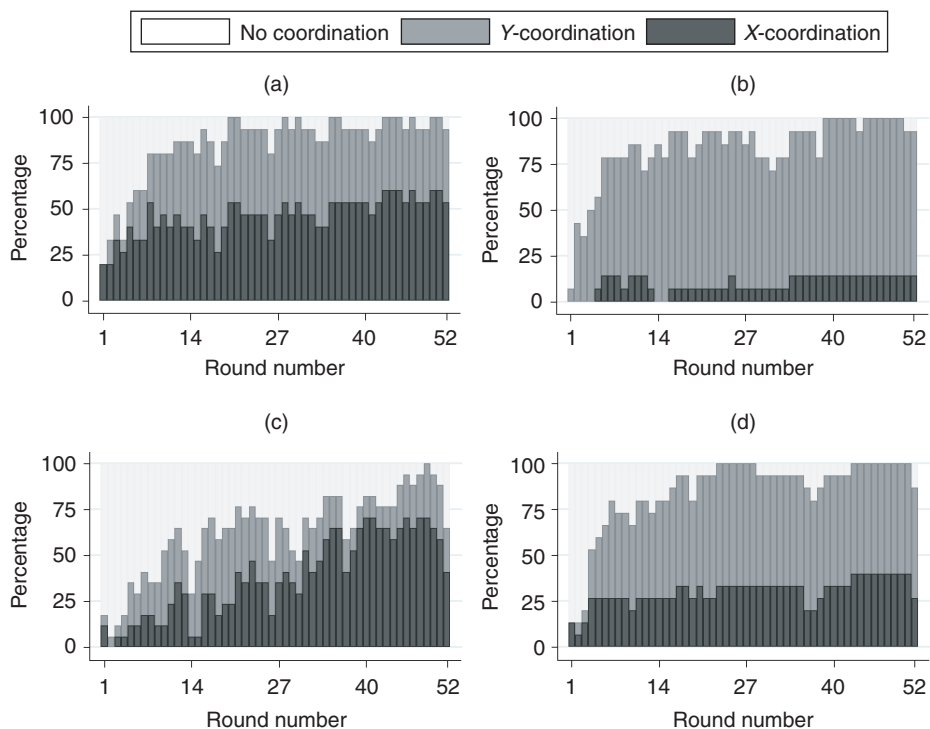 No coordination Y-coordination X-coordination
(a)
100
75
50
25
0
Percentage
1 14 27 40 52
Round number
(b)
100
75
50
25
0
Percentage
1 14 27 40 52
Round number
(c)
100
75
50
25
0
Percentage
1 14 27 40 52
Round number
(d)
100
75
50
25
0
Percentage
1 14 27 40 52
Round number